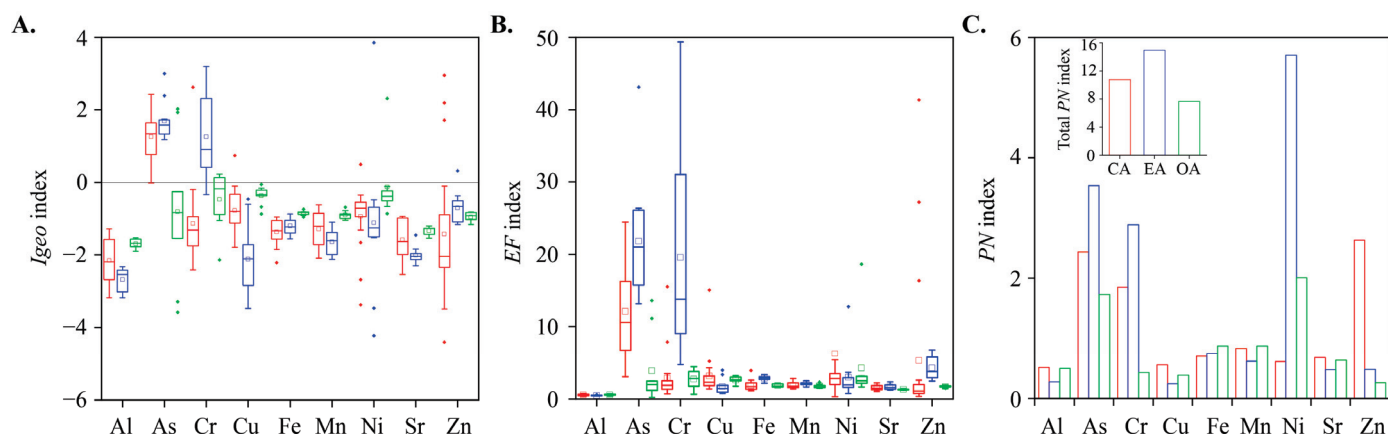 A.
Igeo index
4
2
0
−2
−4
−6
Al As Cr Cu Fe Mn Ni Sr Zn
B.
EF index
50
40
30
20
10
0
Al As Cr Cu Fe Mn Ni Sr Zn
C.
PN index
6
4
2
0
Total PN index
16
12
8
4
0
CA EA OA
Al As Cr Cu Fe Mn Ni Sr Zn